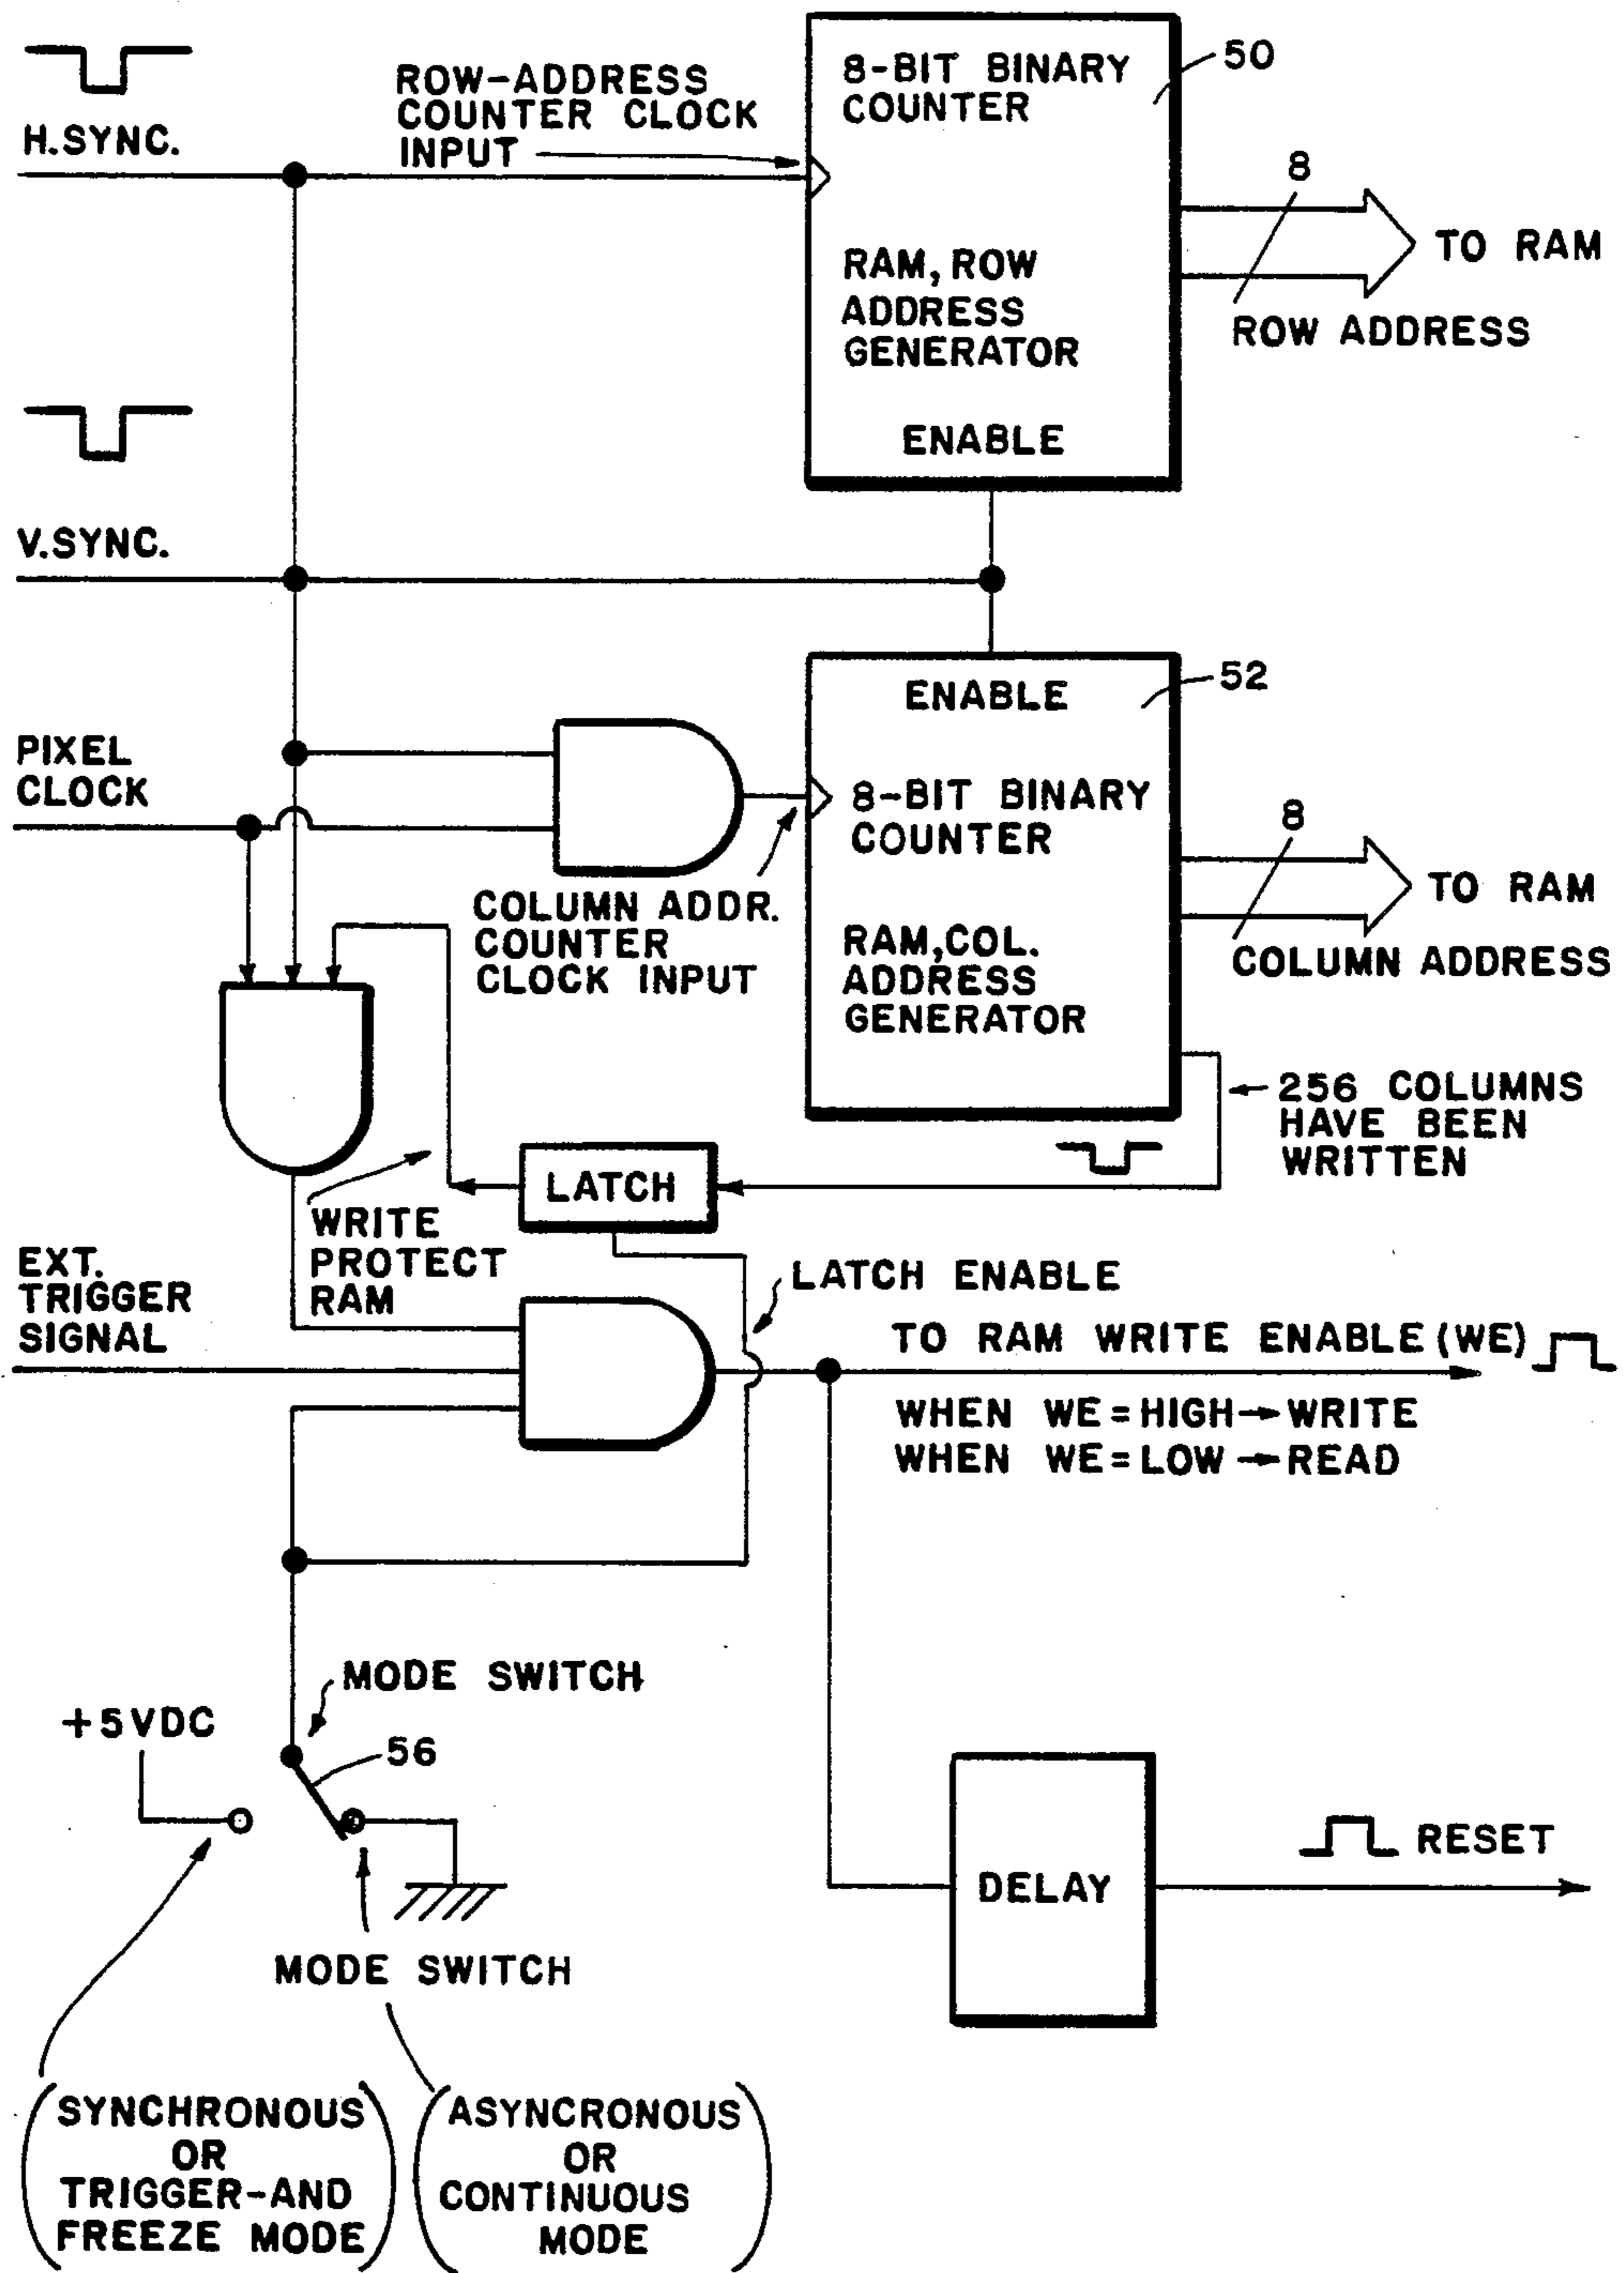 H.SYNC.
ROW-ADDRESS
COUNTER CLOCK
INPUT
8-BIT BINARY
COUNTER
50
RAM, ROW
ADDRESS
GENERATOR
ENABLE
8
TO RAM
ROW ADDRESS
V.SYNC.
PIXEL
CLOCK
ENABLE
52
8-BIT BINARY
COUNTER
RAM, COL.
ADDRESS
GENERATOR
8
TO RAM
COLUMN ADDRESS
COLUMN ADDR.
COUNTER
CLOCK INPUT
256 COLUMNS
HAVE BEEN
WRITTEN
LATCH
WRITE
PROTECT
RAM
EXT.
TRIGGER
SIGNAL
LATCH ENABLE
TO RAM WRITE ENABLE (WE)
WHEN WE=HIGH→WRITE
WHEN WE=LOW→READ
MODE SWITCH
+5VDC
56
MODE SWITCH
DELAY
RESET
(SYNCHRONOUS
OR
TRIGGER-AND
FREEZE MODE)
(ASYNCRONOUS
OR
CONTINUOUS
MODE)